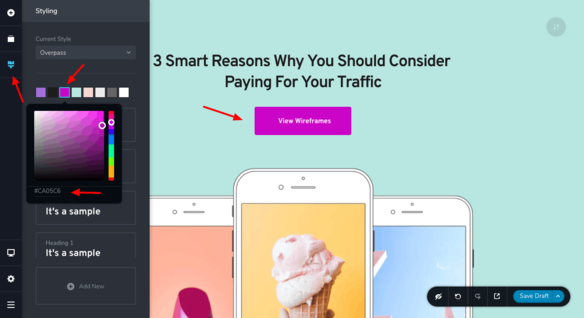 Styling
Current Style
Overpass
#CA05C6
It's a sample
Heading 1
It's a sample
Add New
3 Smart Reasons Why You Should Consider
Paying For Your Traffic
View Wireframes
Save Draft